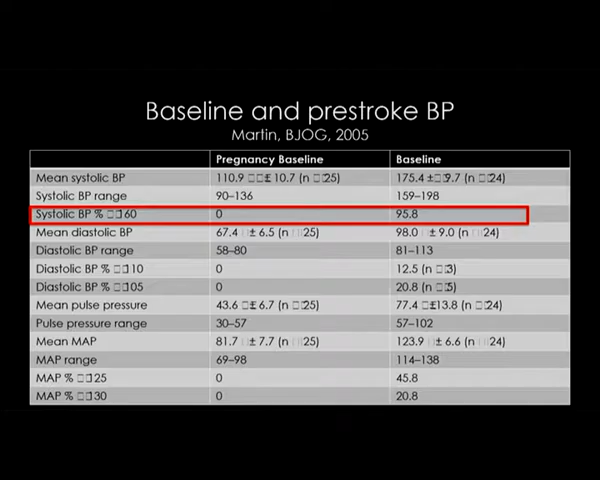 Baseline and prestroke BP
Martin, BJOG, 2005
Pregnancy Baseline Baseline
Mean systolic BP 110.9 □□£ 10.7 (n □□25) 175.4 ±□□9.7 (n □□24)
Systolic BP range 90–136 159–198
Systolic BP % □□160 0 95.8
Mean diastolic BP 67.4 □± 6.5 (n □□25) 98.0 □± 9.0 (n □□24)
Diastolic BP range 58–80 81–113
Diastolic BP % □□110 0 12.5 (n □□3)
Diastolic BP % □□105 0 20.8 (n □□5)
Mean pulse pressure 43.6 □£ 6.7 (n □□25) 77.4 □£13.8 (n □□24)
Pulse pressure range 30–57 57–102
Mean MAP 81.7 □± 7.7 (n □□25) 123.9 □± 6.6 (n □□24)
MAP range 69–98 114–138
MAP % □□125 0 45.8
MAP % □□130 0 20.8